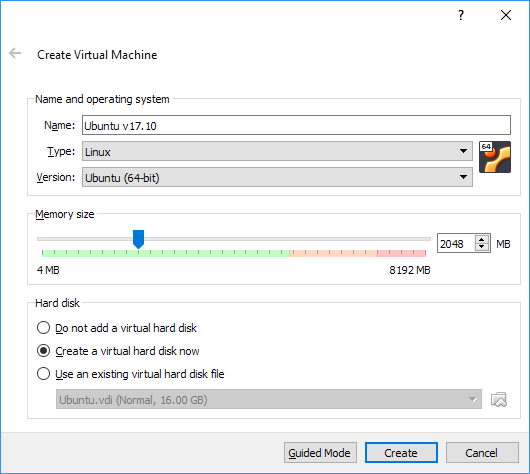 ?
Create Virtual Machine
Name and operating system
Name: Ubuntu v17.10
Type: Linux
64
Version: Ubuntu (64-bit)
Memory size
2048 MB
4 MB 8192 MB
Hard disk
Do not add a virtual hard disk
Create a virtual hard disk now
Use an existing virtual hard disk file
Ubuntu.vdi (Normal, 16.00 GB)
Guided Mode Create Cancel